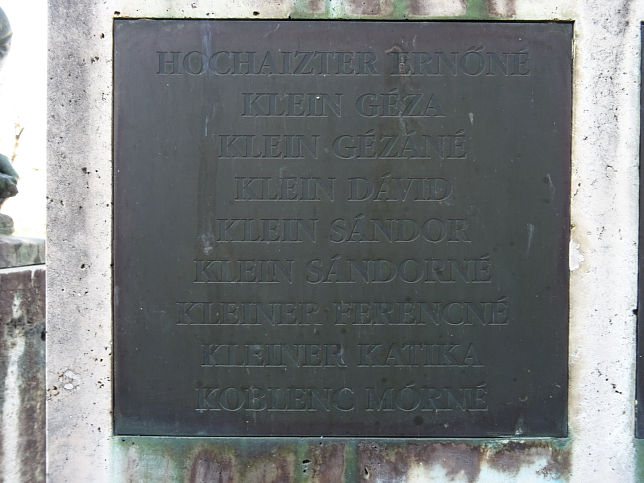 HOCHAIZTER ERNŐNÉ
KLEIN GÉZA
KLEIN GÉZÁNÉ
KLEIN DÁVID
KLEIN SÁNDOR
KLEIN SÁNDORNÉ
KLEINER FERENCNÉ
KLEINER KATIKA
KOBLENC MÓRNÉ